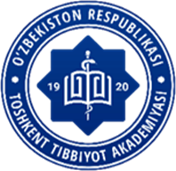 O'ZBEKISTON RESPUBLIKASI
19 20
TOSHKENT TIBBIYOT AKADEMIYASI